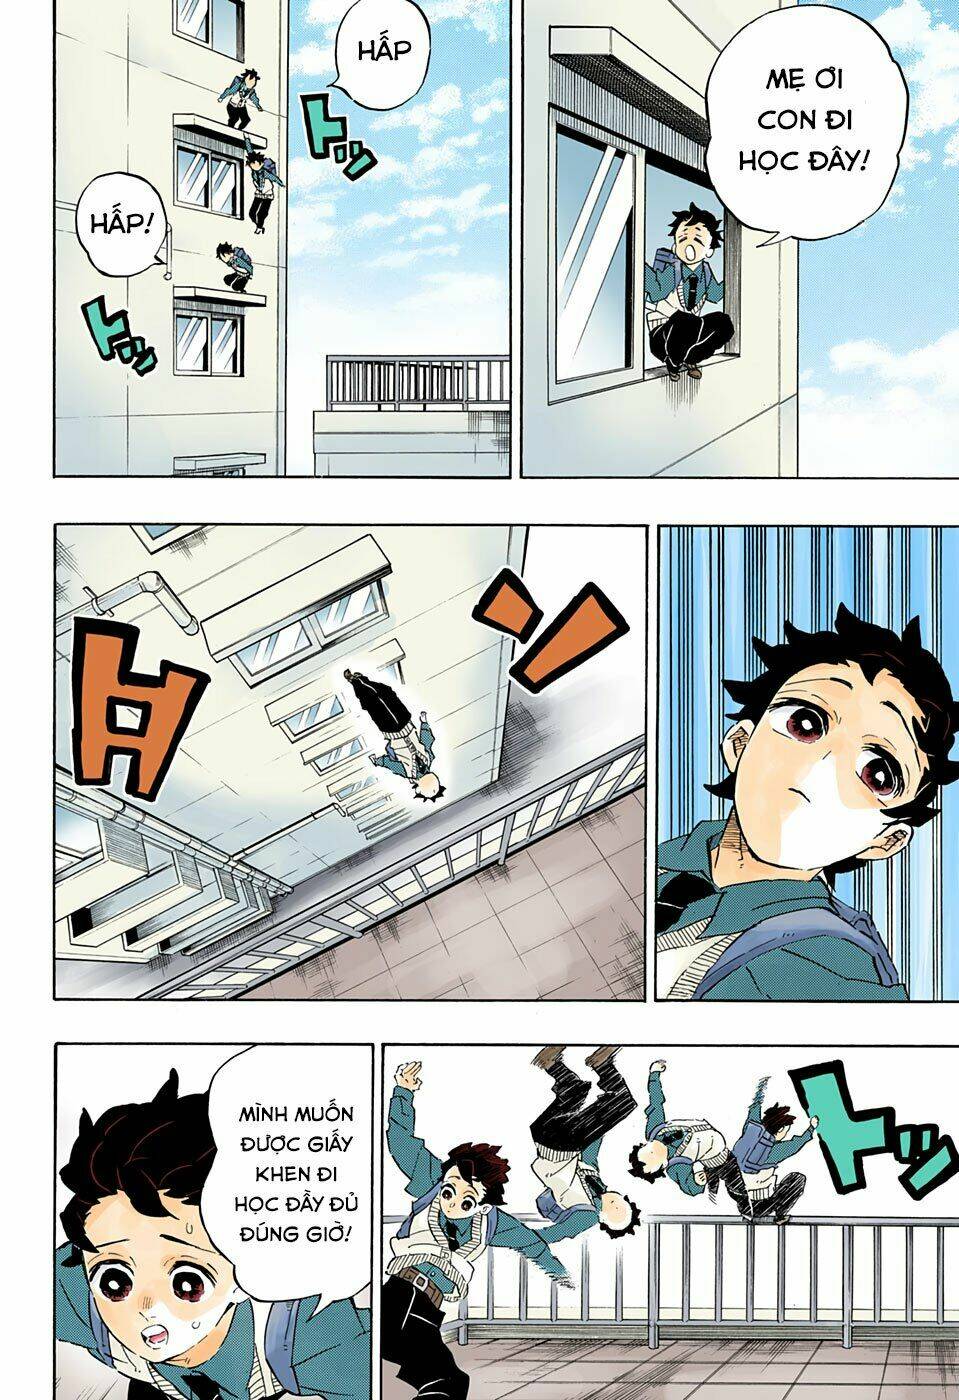 MẸ ƠI
CON ĐI
HỌC ĐÂY!
HẤP
トッ
HẤP!
トッ
MÌNH MUỐN
ĐƯỢC GIẤY
KHEN ĐI
HỌC ĐẦY ĐỦ
ĐÚNG GIỜ!
トッ